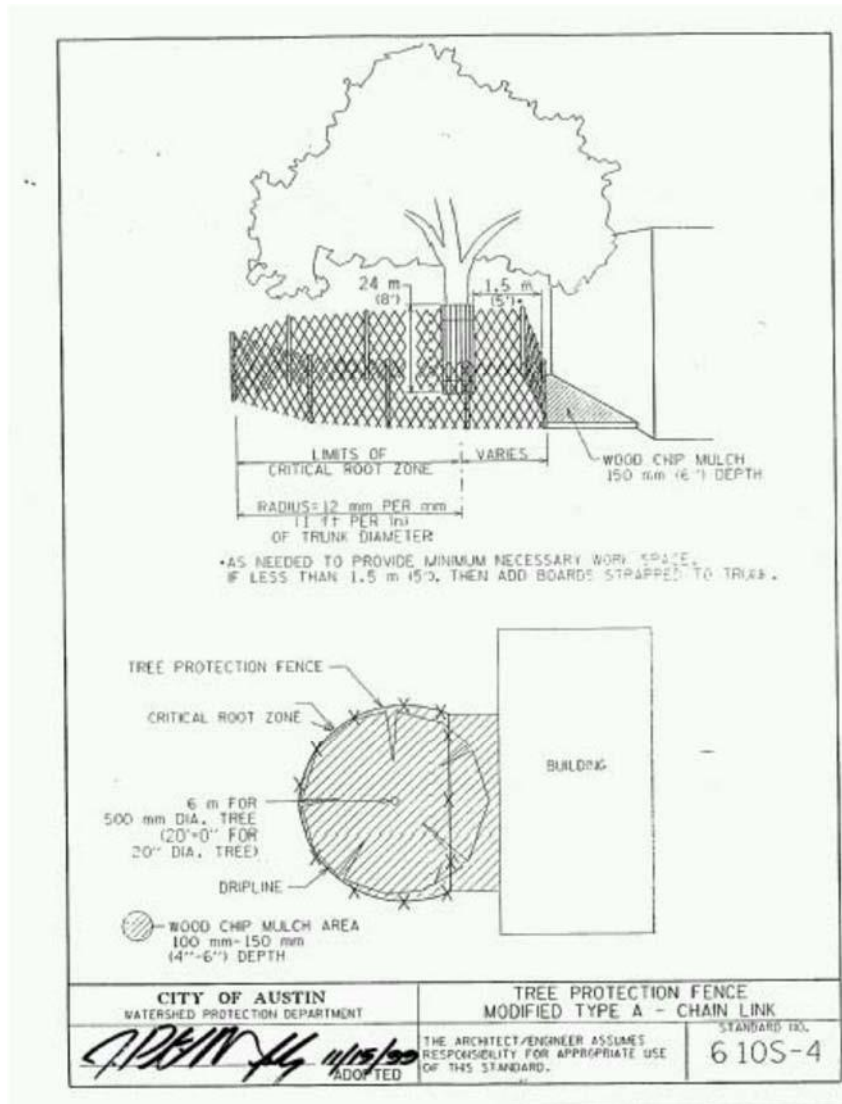 24 m
(8')
1.5 m
(5')*
LIMITS OF
CRITICAL ROOT ZONE
VARIES
WOOD CHIP MULCH
150 mm (6") DEPTH
RADIUS=12 mm PER mm
(1 ft PER in)
OF TRUNK DIAMETER
*AS NEEDED TO PROVIDE MINIMUM NECESSARY WORK SPACE.
IF LESS THAN 1.5 m (5'), THEN ADD BOARDS STRAPPED TO TRUNK.
TREE PROTECTION FENCE
CRITICAL ROOT ZONE
BUILDING
6 m FOR
500 mm DIA. TREE
(20'-0" FOR
20" DIA. TREE)
DRIPLINE
WOOD CHIP MULCH AREA
100 mm-150 mm
(4"-6") DEPTH
CITY OF AUSTIN
WATERSHED PROTECTION DEPARTMENT
TREE PROTECTION FENCE
MODIFIED TYPE A - CHAIN LINK
11/15/99
ADOPTED
THE ARCHITECT/ENGINEER ASSUMES
RESPONSIBILITY FOR APPROPRIATE USE
OF THIS STANDARD.
STANDARD NO.
610S-4